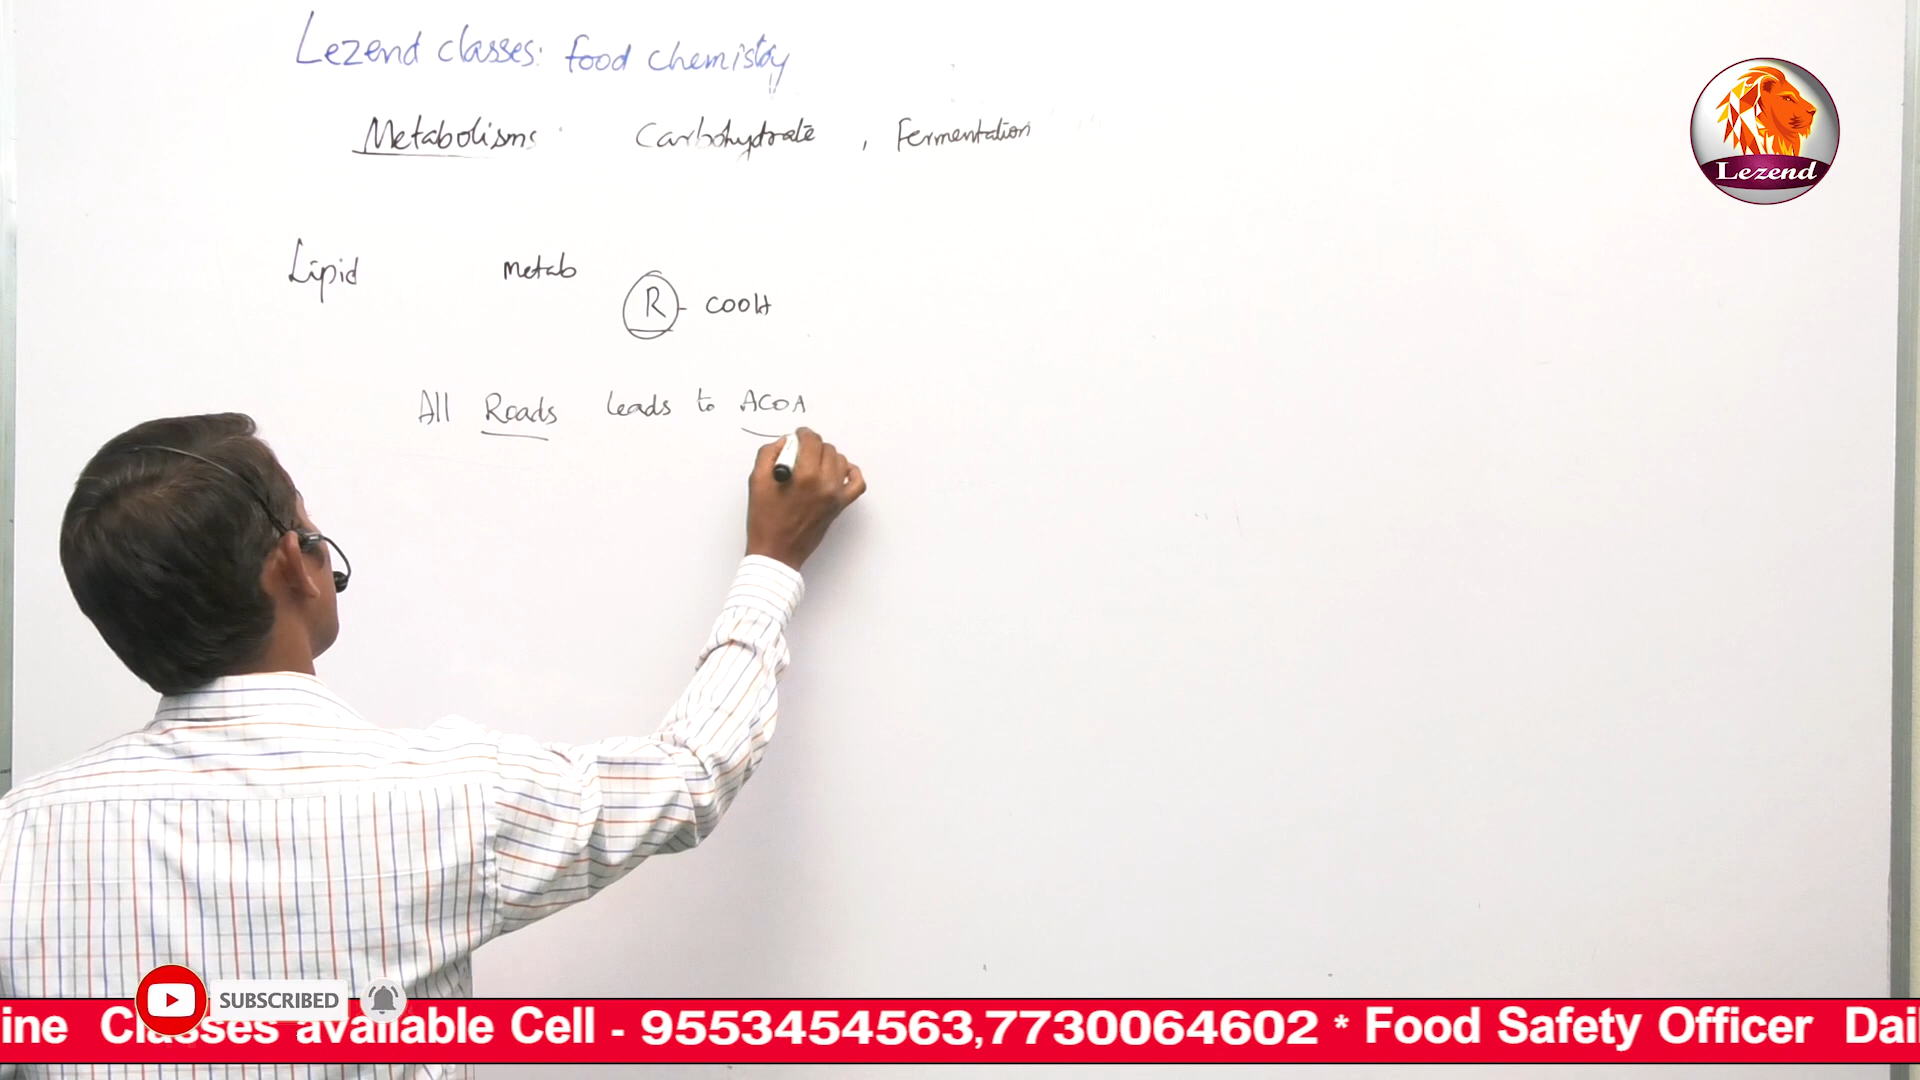 Lezend classes: food chemistry
Metabolisms: Carbohydrate, Fermentation
Lezend
Lipid metab
R - COOH
All Roads leads to ACOA
SUBSCRIBED
ine Classes available Cell - 9553454563,7730064602 * Food Safety Officer Dai